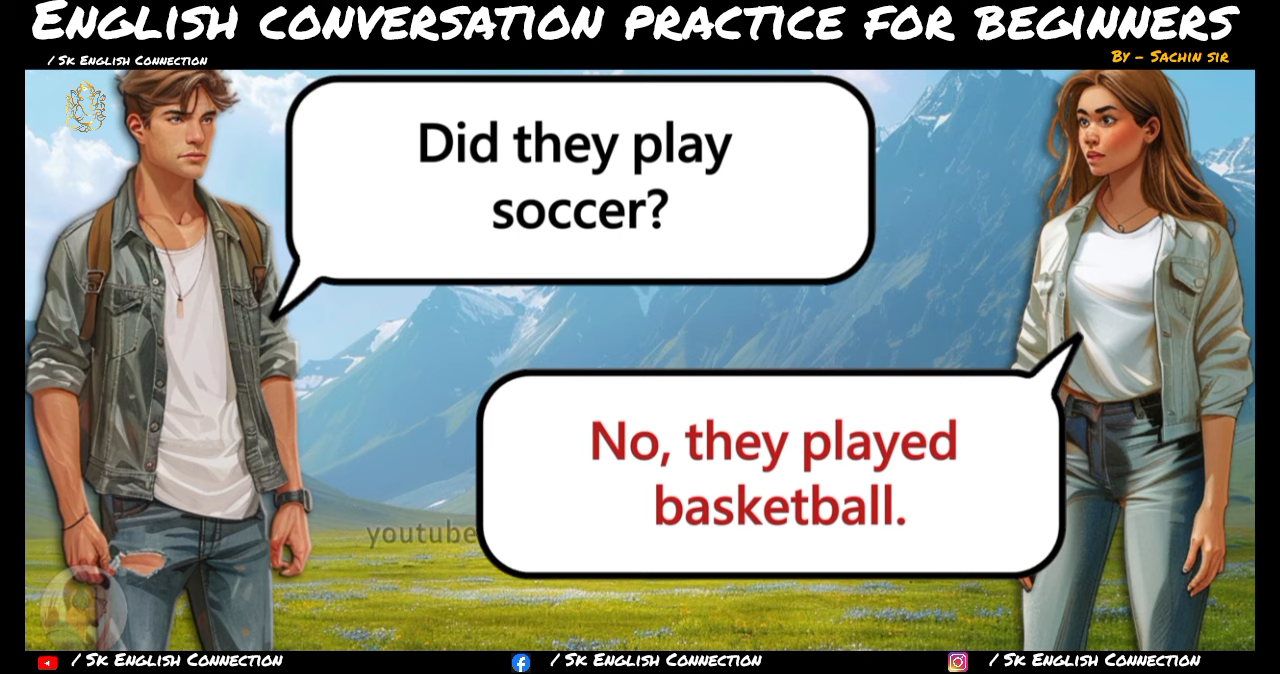 English conversation practice for beginners
/ Sk English Connection
By - Sachin sir
Did they play
soccer?
No, they played
basketball.
youtube
/ Sk English Connection
/ Sk English Connection
/ Sk English Connection